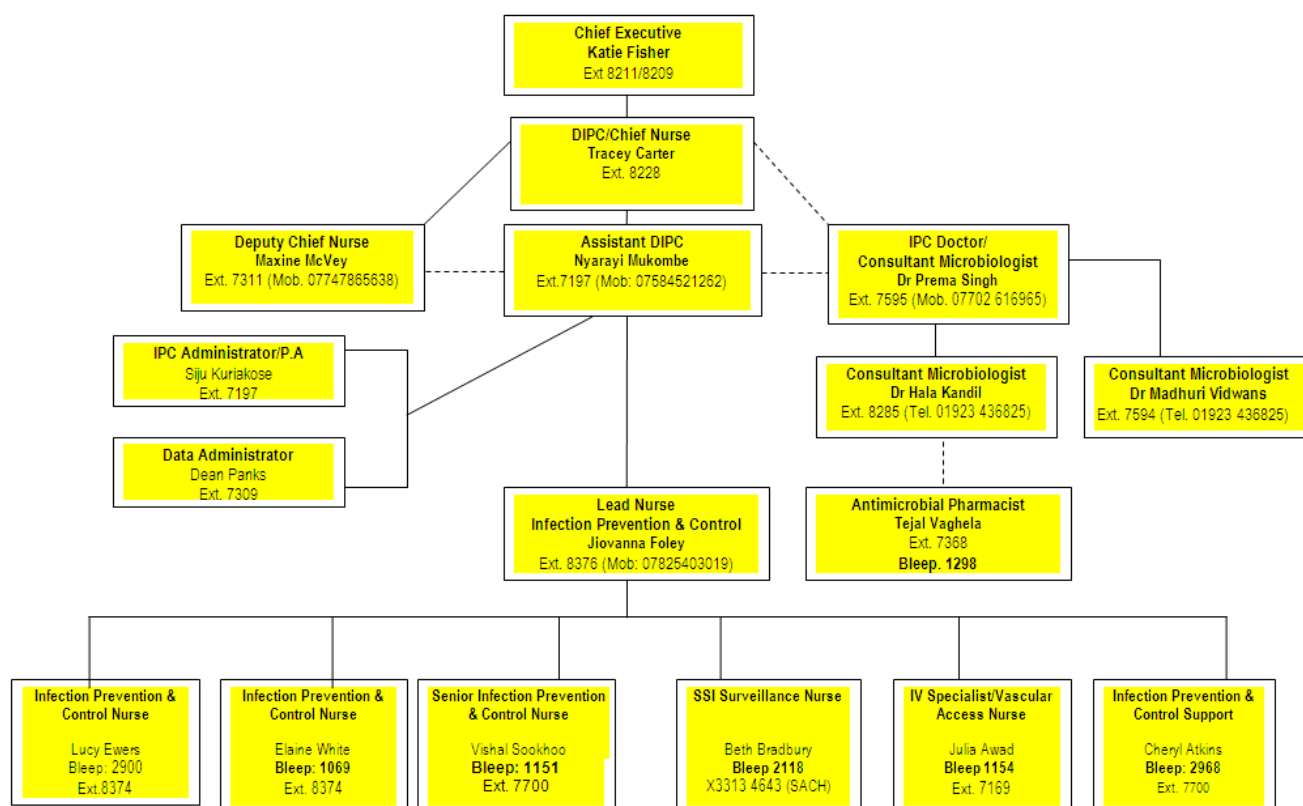 Chief Executive
Katie Fisher
Ext 8211/8209
DIPC/Chief Nurse
Tracey Carter
Ext. 8228
Deputy Chief Nurse
Maxine McVey
Ext. 7311 (Mob. 07747865638)
Assistant DIPC
Nyarayi Mukombe
Ext.7197 (Mob: 07584521262)
IPC Doctor/
Consultant Microbiologist
Dr Prema Singh
Ext. 7595 (Mob. 07702 616965)
IPC Administrator/P.A
Siju Kuriakose
Ext. 7197
Consultant Microbiologist
Dr Hala Kandil
Ext. 8285 (Tel. 01923 436825)
Consultant Microbiologist
Dr Madhuri Vidwans
Ext. 7594 (Tel. 01923 436825)
Data Administrator
Dean Panks
Ext. 7309
Lead Nurse
Infection Prevention & Control
Jiovanna Foley
Ext. 8376 (Mob: 07825403019)
Antimicrobial Pharmacist
Tejal Vaghela
Ext. 7368
Bleep. 1298
Infection Prevention &
Control Nurse
Lucy Ewers
Bleep: 2900
Ext.8374
Infection Prevention &
Control Nurse
Elaine White
Bleep: 1069
Ext. 8374
Senior Infection Prevention
& Control Nurse
Vishal Sookhoo
Bleep: 1151
Ext. 7700
SSI Surveillance Nurse
Beth Bradbury
Bleep 2118
X3313 4643 (SACH)
IV Specialist/Vascular
Access Nurse
Julia Awad
Bleep 1154
Ext. 7169
Infection Prevention
& Control Support
Cheryl Atkins
Bleep: 2968
Ext. 7700